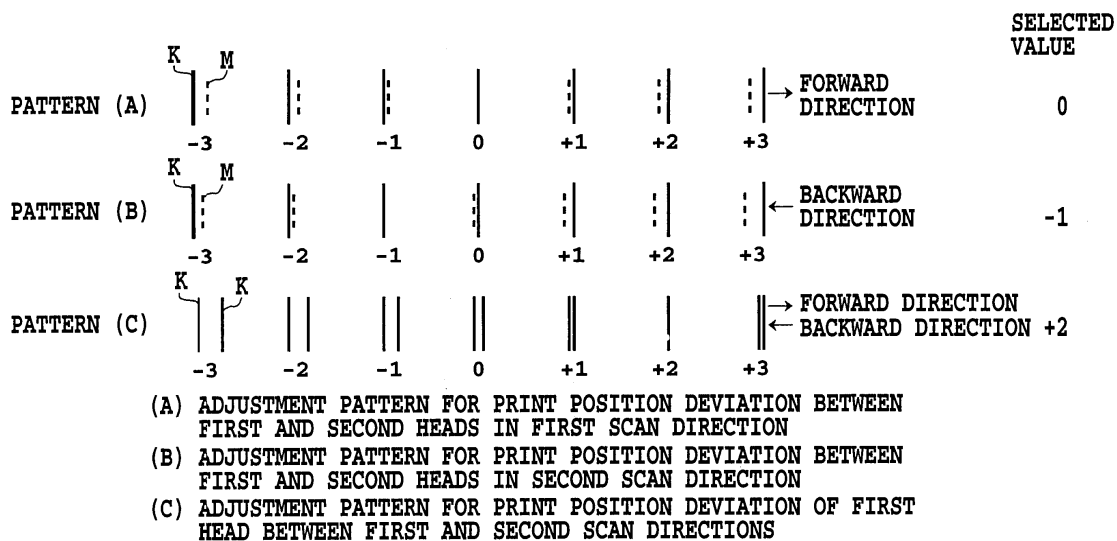 SELECTED
VALUE
K M
PATTERN (A) → FORWARD
DIRECTION 0
-3 -2 -1 0 +1 +2 +3
K M
PATTERN (B) ← BACKWARD
DIRECTION -1
-3 -2 -1 0 +1 +2 +3
K K
→ FORWARD DIRECTION
PATTERN (C) ← BACKWARD DIRECTION +2
-3 -2 -1 0 +1 +2 +3
(A) ADJUSTMENT PATTERN FOR PRINT POSITION DEVIATION BETWEEN
FIRST AND SECOND HEADS IN FIRST SCAN DIRECTION
(B) ADJUSTMENT PATTERN FOR PRINT POSITION DEVIATION BETWEEN
FIRST AND SECOND HEADS IN SECOND SCAN DIRECTION
(C) ADJUSTMENT PATTERN FOR PRINT POSITION DEVIATION OF FIRST
HEAD BETWEEN FIRST AND SECOND SCAN DIRECTIONS